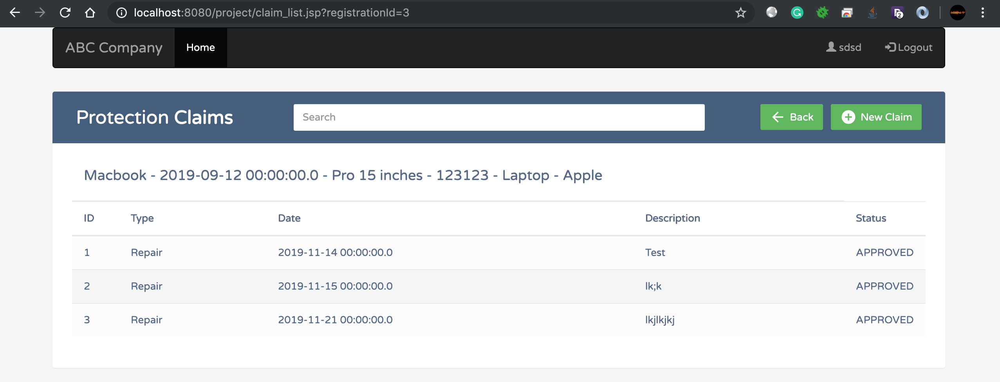 localhost:8080/project/claim_list.jsp?registrationId=3
ABC Company Home sdsd Logout
Protection Claims Search Back New Claim
Macbook - 2019-09-12 00:00:00.0 - Pro 15 inches - 123123 - Laptop - Apple
ID Type Date Description Status
1 Repair 2019-11-14 00:00:00.0 Test APPROVED
2 Repair 2019-11-15 00:00:00.0 lk;k APPROVED
3 Repair 2019-11-21 00:00:00.0 lkjlkjkj APPROVED